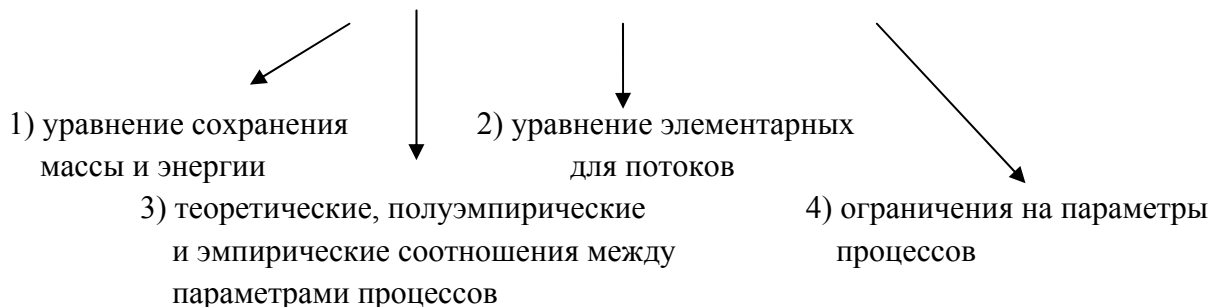 1) уравнение сохранения
массы и энергии
2) уравнение элементарных
для потоков
3) теоретические, полуэмпирические
и эмпирические соотношения между
параметрами процессов
4) ограничения на параметры
процессов